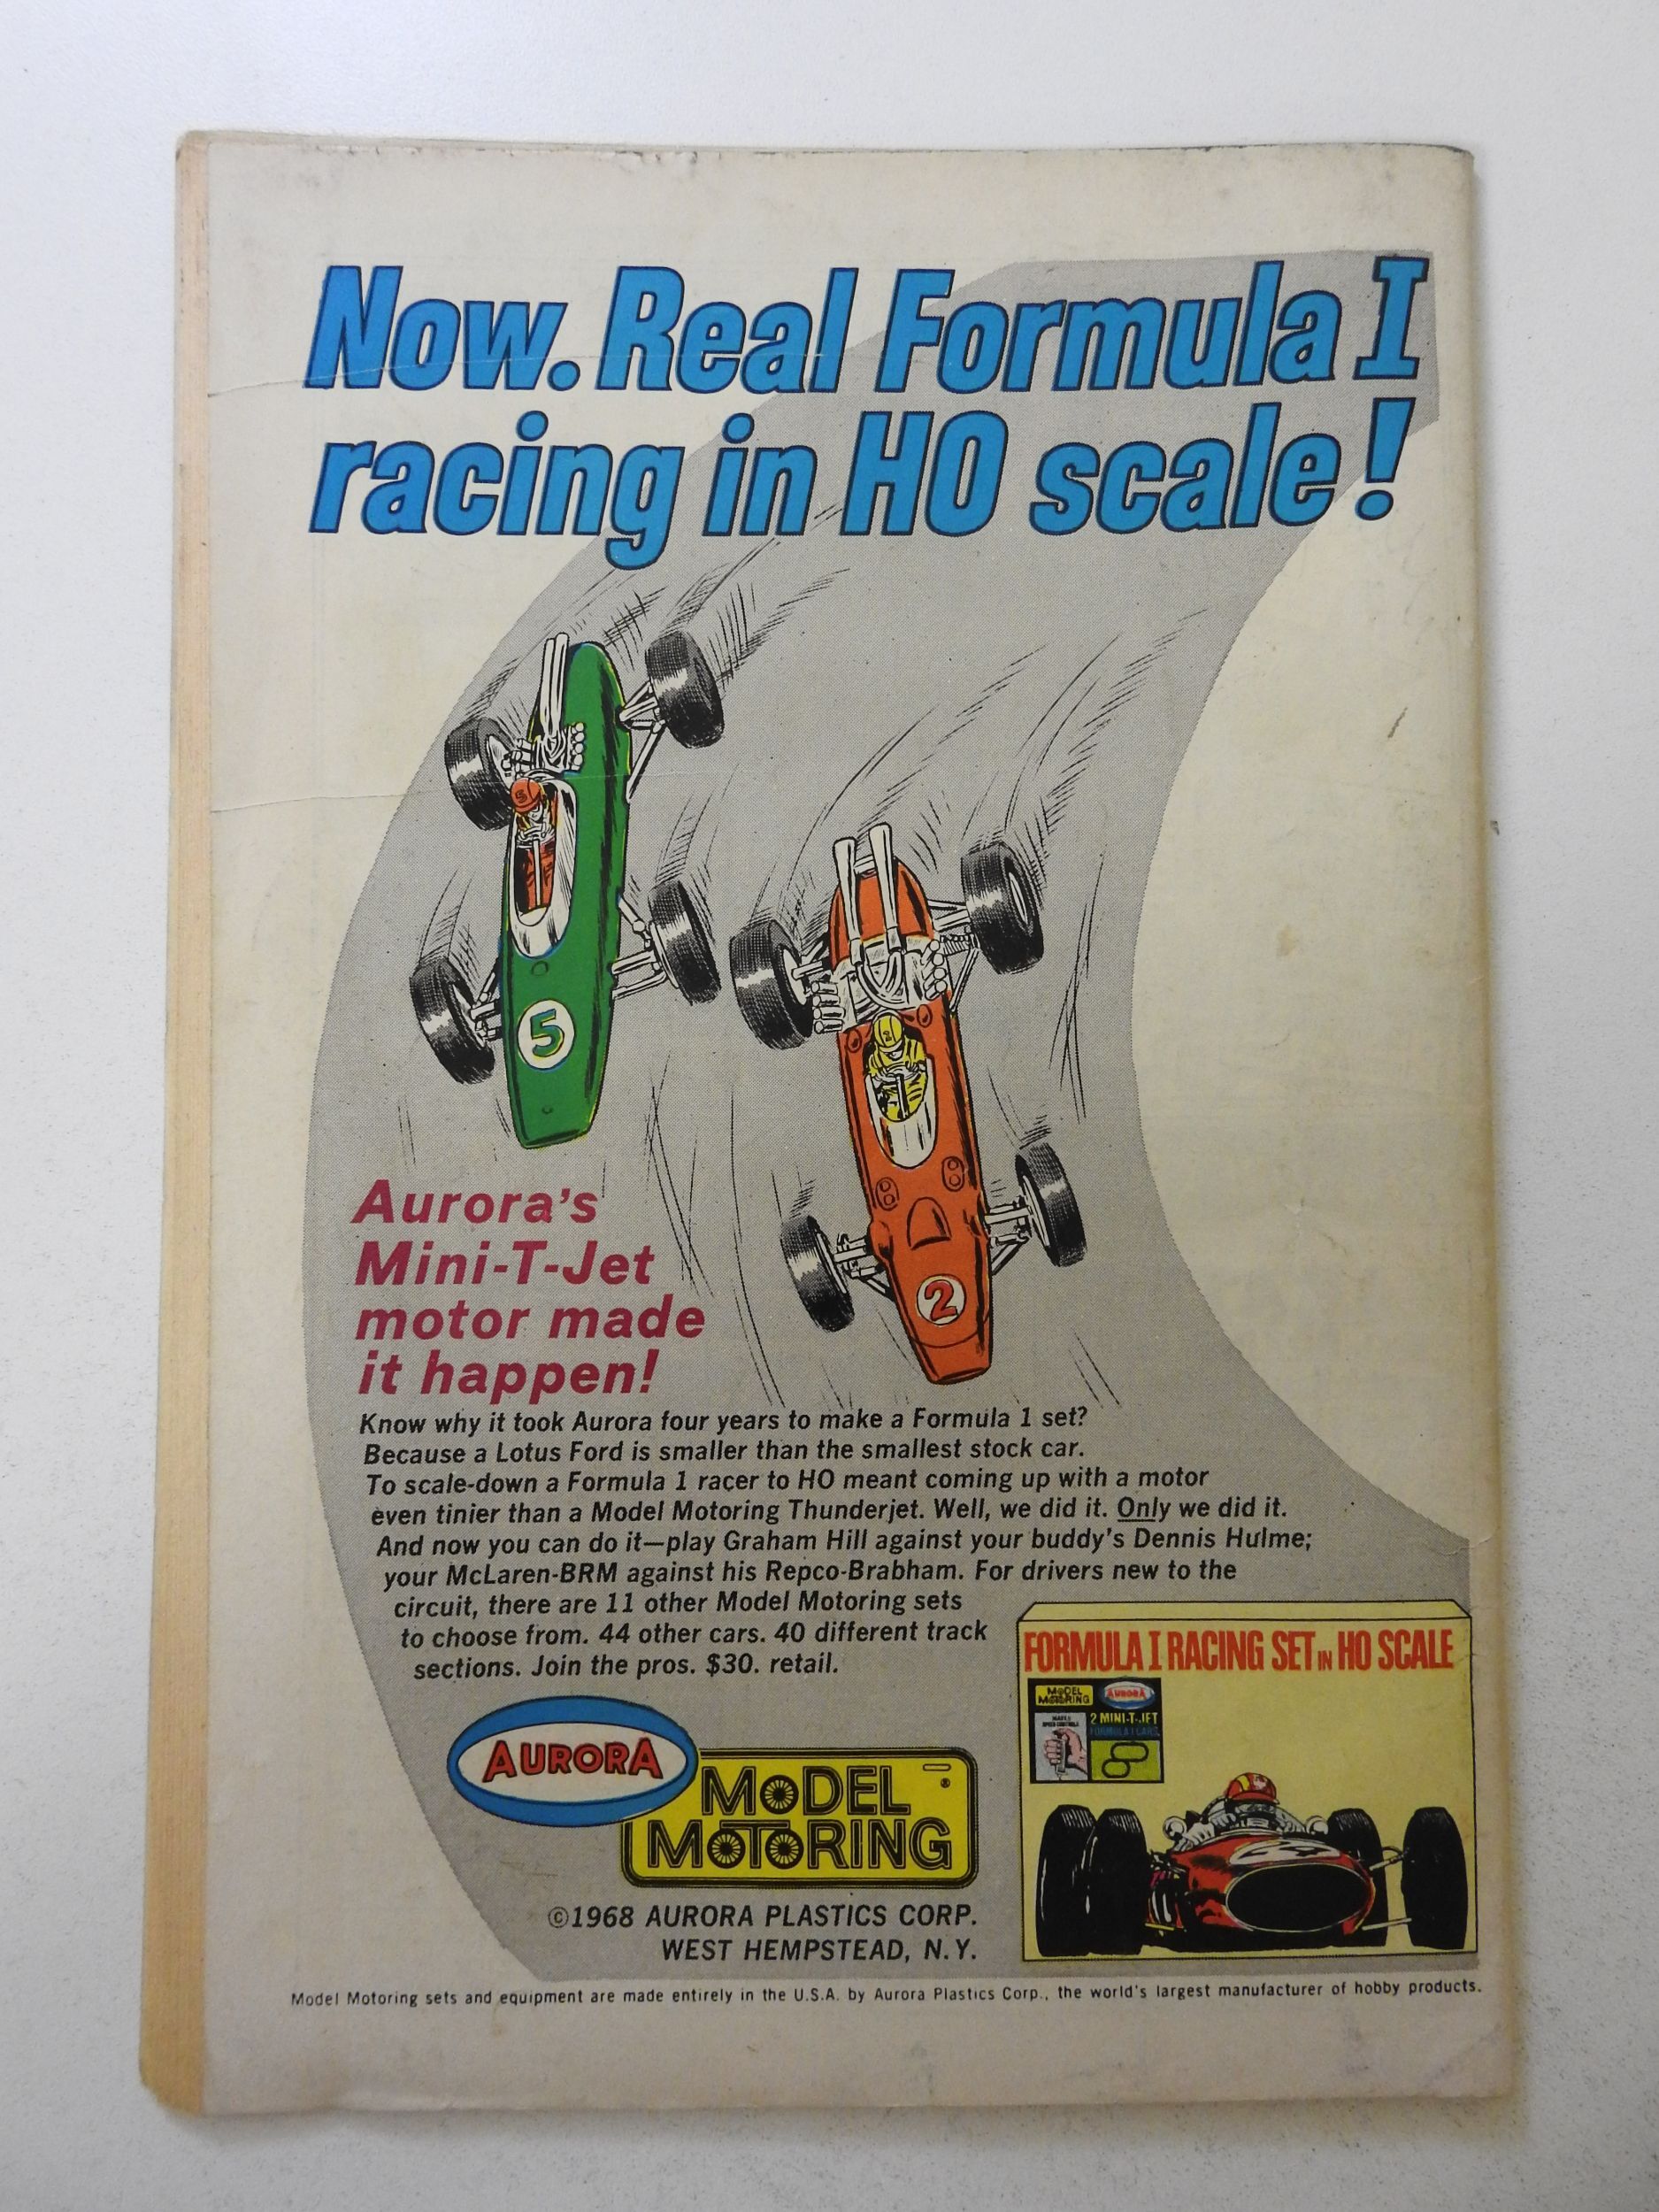 Now. Real Formula I
racing in HO scale!
5
2
Aurora's
Mini-T-Jet
motor made
it happen!
Know why it took Aurora four years to make a Formula 1 set?
Because a Lotus Ford is smaller than the smallest stock car.
To scale-down a Formula 1 racer to HO meant coming up with a motor
even tinier than a Model Motoring Thunderjet. Well, we did it. Only we did it.
And now you can do it—play Graham Hill against your buddy's Dennis Hulme;
your McLaren-BRM against his Repco-Brabham. For drivers new to the
circuit, there are 11 other Model Motoring sets
to choose from. 44 other cars. 40 different track
sections. Join the pros. $30. retail.
AURORA
MODEL
MOTORING
©1968 AURORA PLASTICS CORP.
WEST HEMPSTEAD, N.Y.
FORMULA I RACING SET IN HO SCALE
MODEL
MOTORING
AURORA
2 MINI-T-JET
FORMULA I CARS
Model Motoring sets and equipment are made entirely in the U.S.A. by Aurora Plastics Corp., the world's largest manufacturer of hobby products.